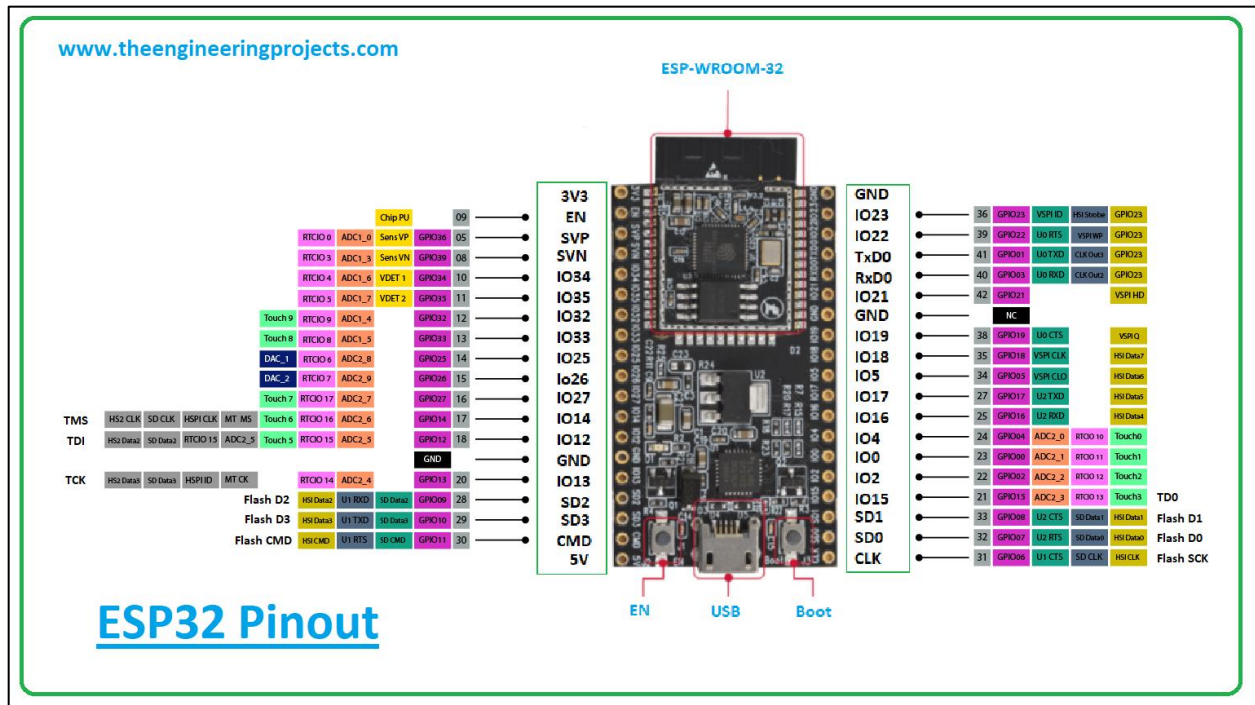 www.theengineeringprojects.com
ESP-WROOM-32
3V3
Chip PU 09 EN
RTCIO 0 ADC1_0 Sens VP GPIO36 05 SVP
RTCIO 3 ADC1_3 Sens VN GPIO39 08 SVN
RTCIO 4 ADC1_6 VDET 1 GPIO34 10 IO34
RTCIO 5 ADC1_7 VDET 2 GPIO35 11 IO35
Touch 9 RTCIO 9 ADC1_4 GPIO32 12 IO32
Touch 8 RTCIO 8 ADC1_5 GPIO33 13 IO33
DAC_1 RTCIO 6 ADC2_8 GPIO25 14 IO25
DAC_2 RTCIO 7 ADC2_9 GPIO26 15 Io26
Touch 7 RTCIO 17 ADC2_7 GPIO27 16 IO27
TMS HS2 CLK SD CLK HSPI CLK MT MS Touch 6 RTCIO 16 ADC2_6 GPIO14 17 IO14
TDI HS2 Data2 SD Data2 RTCIO 15 ADC2_5 Touch 5 RTCIO 15 ADC2_5 GPIO12 18 IO12
GND GND
TCK HS2 Data3 SD Data3 HSPI ID MT CK RTCIO 14 ADC2_4 GPIO13 20 IO13
Flash D2 HSI Data2 U1 RXD SD Data2 GPIO09 28 SD2
Flash D3 HSI Data3 U1 TXD SD Data3 GPIO10 29 SD3
Flash CMD HSI CMD U1 RTS SD CMD GPIO11 30 CMD
5V
GND
IO23 36 GPIO23 VSPI ID HSI Strobe GPIO23
IO22 39 GPIO22 U0 RTS VSPI WP GPIO23
TxD0 41 GPIO01 U0 TXD CLK Out3 GPIO23
RxD0 40 GPIO03 U0 RXD CLK Out2 GPIO23
IO21 42 GPIO21 VSPI HD
GND NC
IO19 38 GPIO19 U0 CTS VSPI Q
IO18 35 GPIO18 VSPI CLK HSI Data7
IO5 34 GPIO05 VSPI CLO HSI Data6
IO17 27 GPIO17 U2 TXD HSI Data5
IO16 25 GPIO16 U2 RXD HSI Data4
IO4 24 GPIO04 ADC2_0 RTCIO 10 Touch0
IO0 23 GPIO00 ADC2_1 RTCIO 11 Touch1
IO2 22 GPIO02 ADC2_2 RTCIO 12 Touch2
IO15 21 GPIO15 ADC2_3 RTCIO 13 Touch3 TD0
SD1 33 GPIO08 U2 CTS SD Data1 HSI Data1 Flash D1
SD0 32 GPIO07 U2 RTS SD Data0 HSI Data0 Flash D0
CLK 31 GPIO06 U1 CTS SD CLK HSI CLK Flash SCK
EN
USB
Boot
ESP32 Pinout